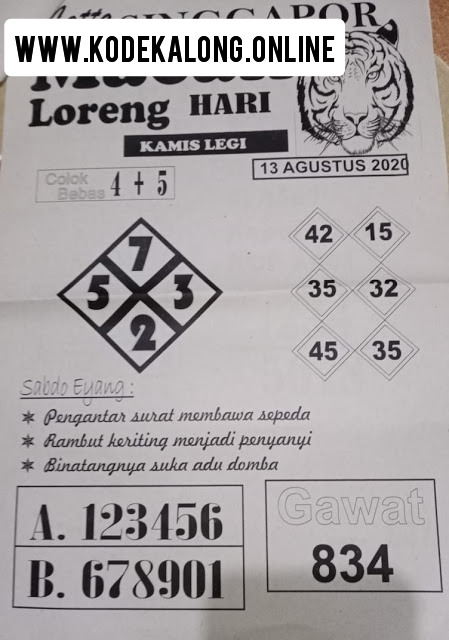 WWW.KODEKALONG.ONLINE
SINGGAPOR
Loreng HARI
KAMIS LEGI
13 AGUSTUS 2020
Colok Bebas 4 + 5
7
5 3
2
42 15
35 32
45 35
Sabdo Eyang :
Pengantar surat membawa sepeda
Rambut keriting menjadi penyanyi
Binatangnya suka adu domba
A. 123456
B. 678901
Gawat
834